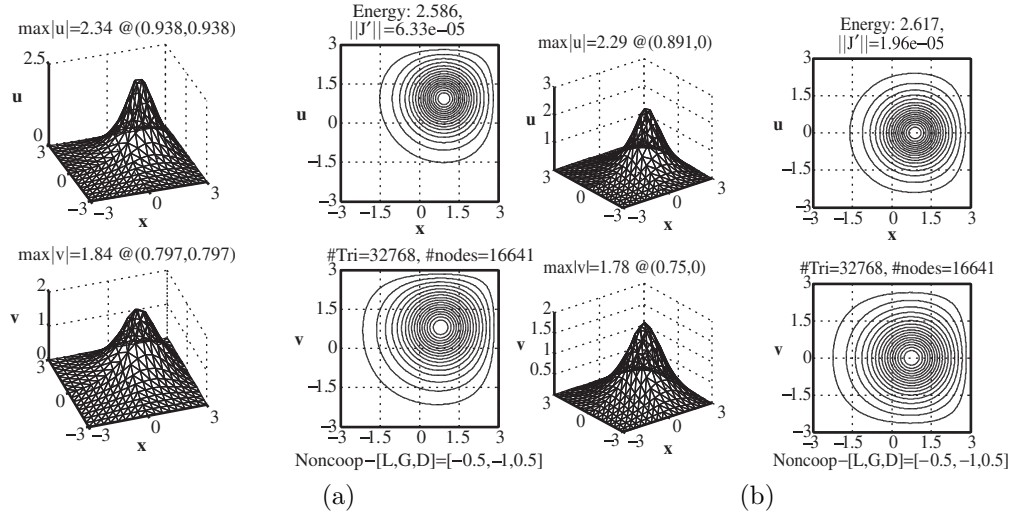 max|u|=2.34 @(0.938,0.938)
2.5
u
0
3
0
−3
−3
0
3
x
Energy: 2.586,
||J′||=6.33e−05
3
1.5
u
0
−1.5
−3
−3
−1.5
0
1.5
3
x
max|v|=1.84 @(0.797,0.797)
2
v
1
0
3
0
−3
−3
0
3
x
#Tri=32768, #nodes=16641
3
1.5
v
0
−1.5
−3
−3
−1.5
0
1.5
3
x
Noncoop−[L,G,D]=[−0.5,−1,0.5]
(a)
max|u|=2.29 @(0.891,0)
3
2
u
1
3
0
−3
−3
0
3
x
Energy: 2.617,
||J′||=1.96e−05
3
1.5
u
0
−1.5
−3
−3
−1.5
0
1.5
3
x
max|v|=1.78 @(0.75,0)
2
1.5
v
1
0.5
3
0
−3
−3
0
3
x
#Tri=32768, #nodes=16641
3
1.5
v
0
−1.5
−3
−3
−1.5
0
1.5
3
x
Noncoop−[L,G,D]=[−0.5, −1,0.5]
(b)